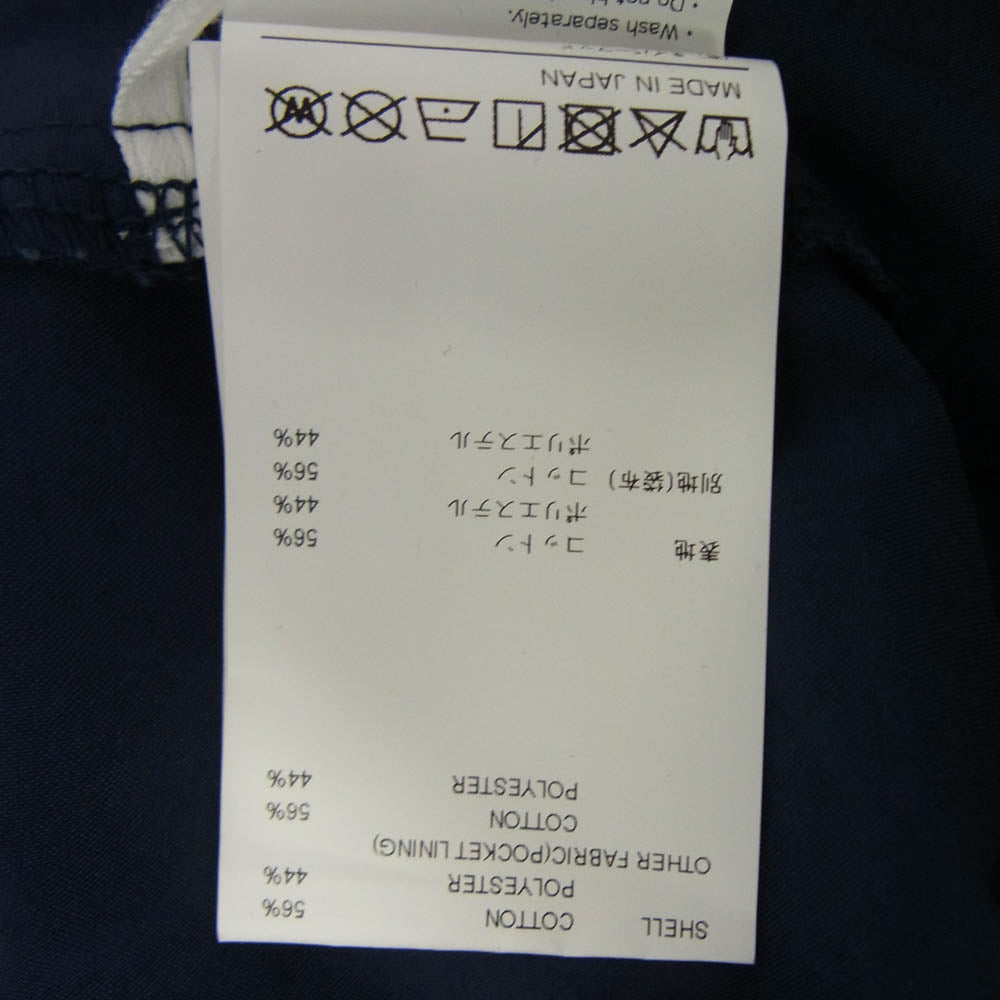 SHELL COTTON 56%
POLYESTER 44%
OTHER FABRIC(POCKET LINING)
COTTON 56%
POLYESTER 44%
表地 コットン 56%
ポリエステル 44%
別地(袋布) コットン 56%
ポリエステル 44%
MADE IN JAPAN
• Wash separately.
• Do not